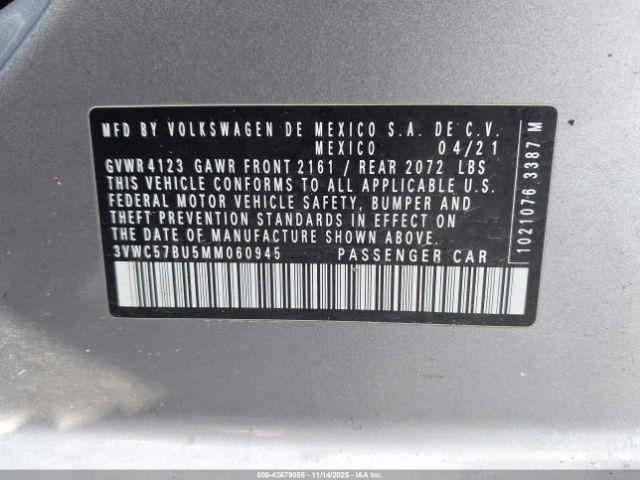 MFD BY VOLKSWAGEN DE MEXICO S.A. DE C.V.
MEXICO 04/21
GVWR 4123 GAWR FRONT 2161 / REAR 2072 LBS
THIS VEHICLE CONFORMS TO ALL APPLICABLE U.S.
FEDERAL MOTOR VEHICLE SAFETY, BUMPER AND
THEFT PREVENTION STANDARDS IN EFFECT ON
THE DATE OF MANUFACTURE SHOWN ABOVE.
3VWC57BU5MM060945 PASSENGER CAR
1021076 3387 M
000-43679056 - 11/14/2025 - IAAI.COM